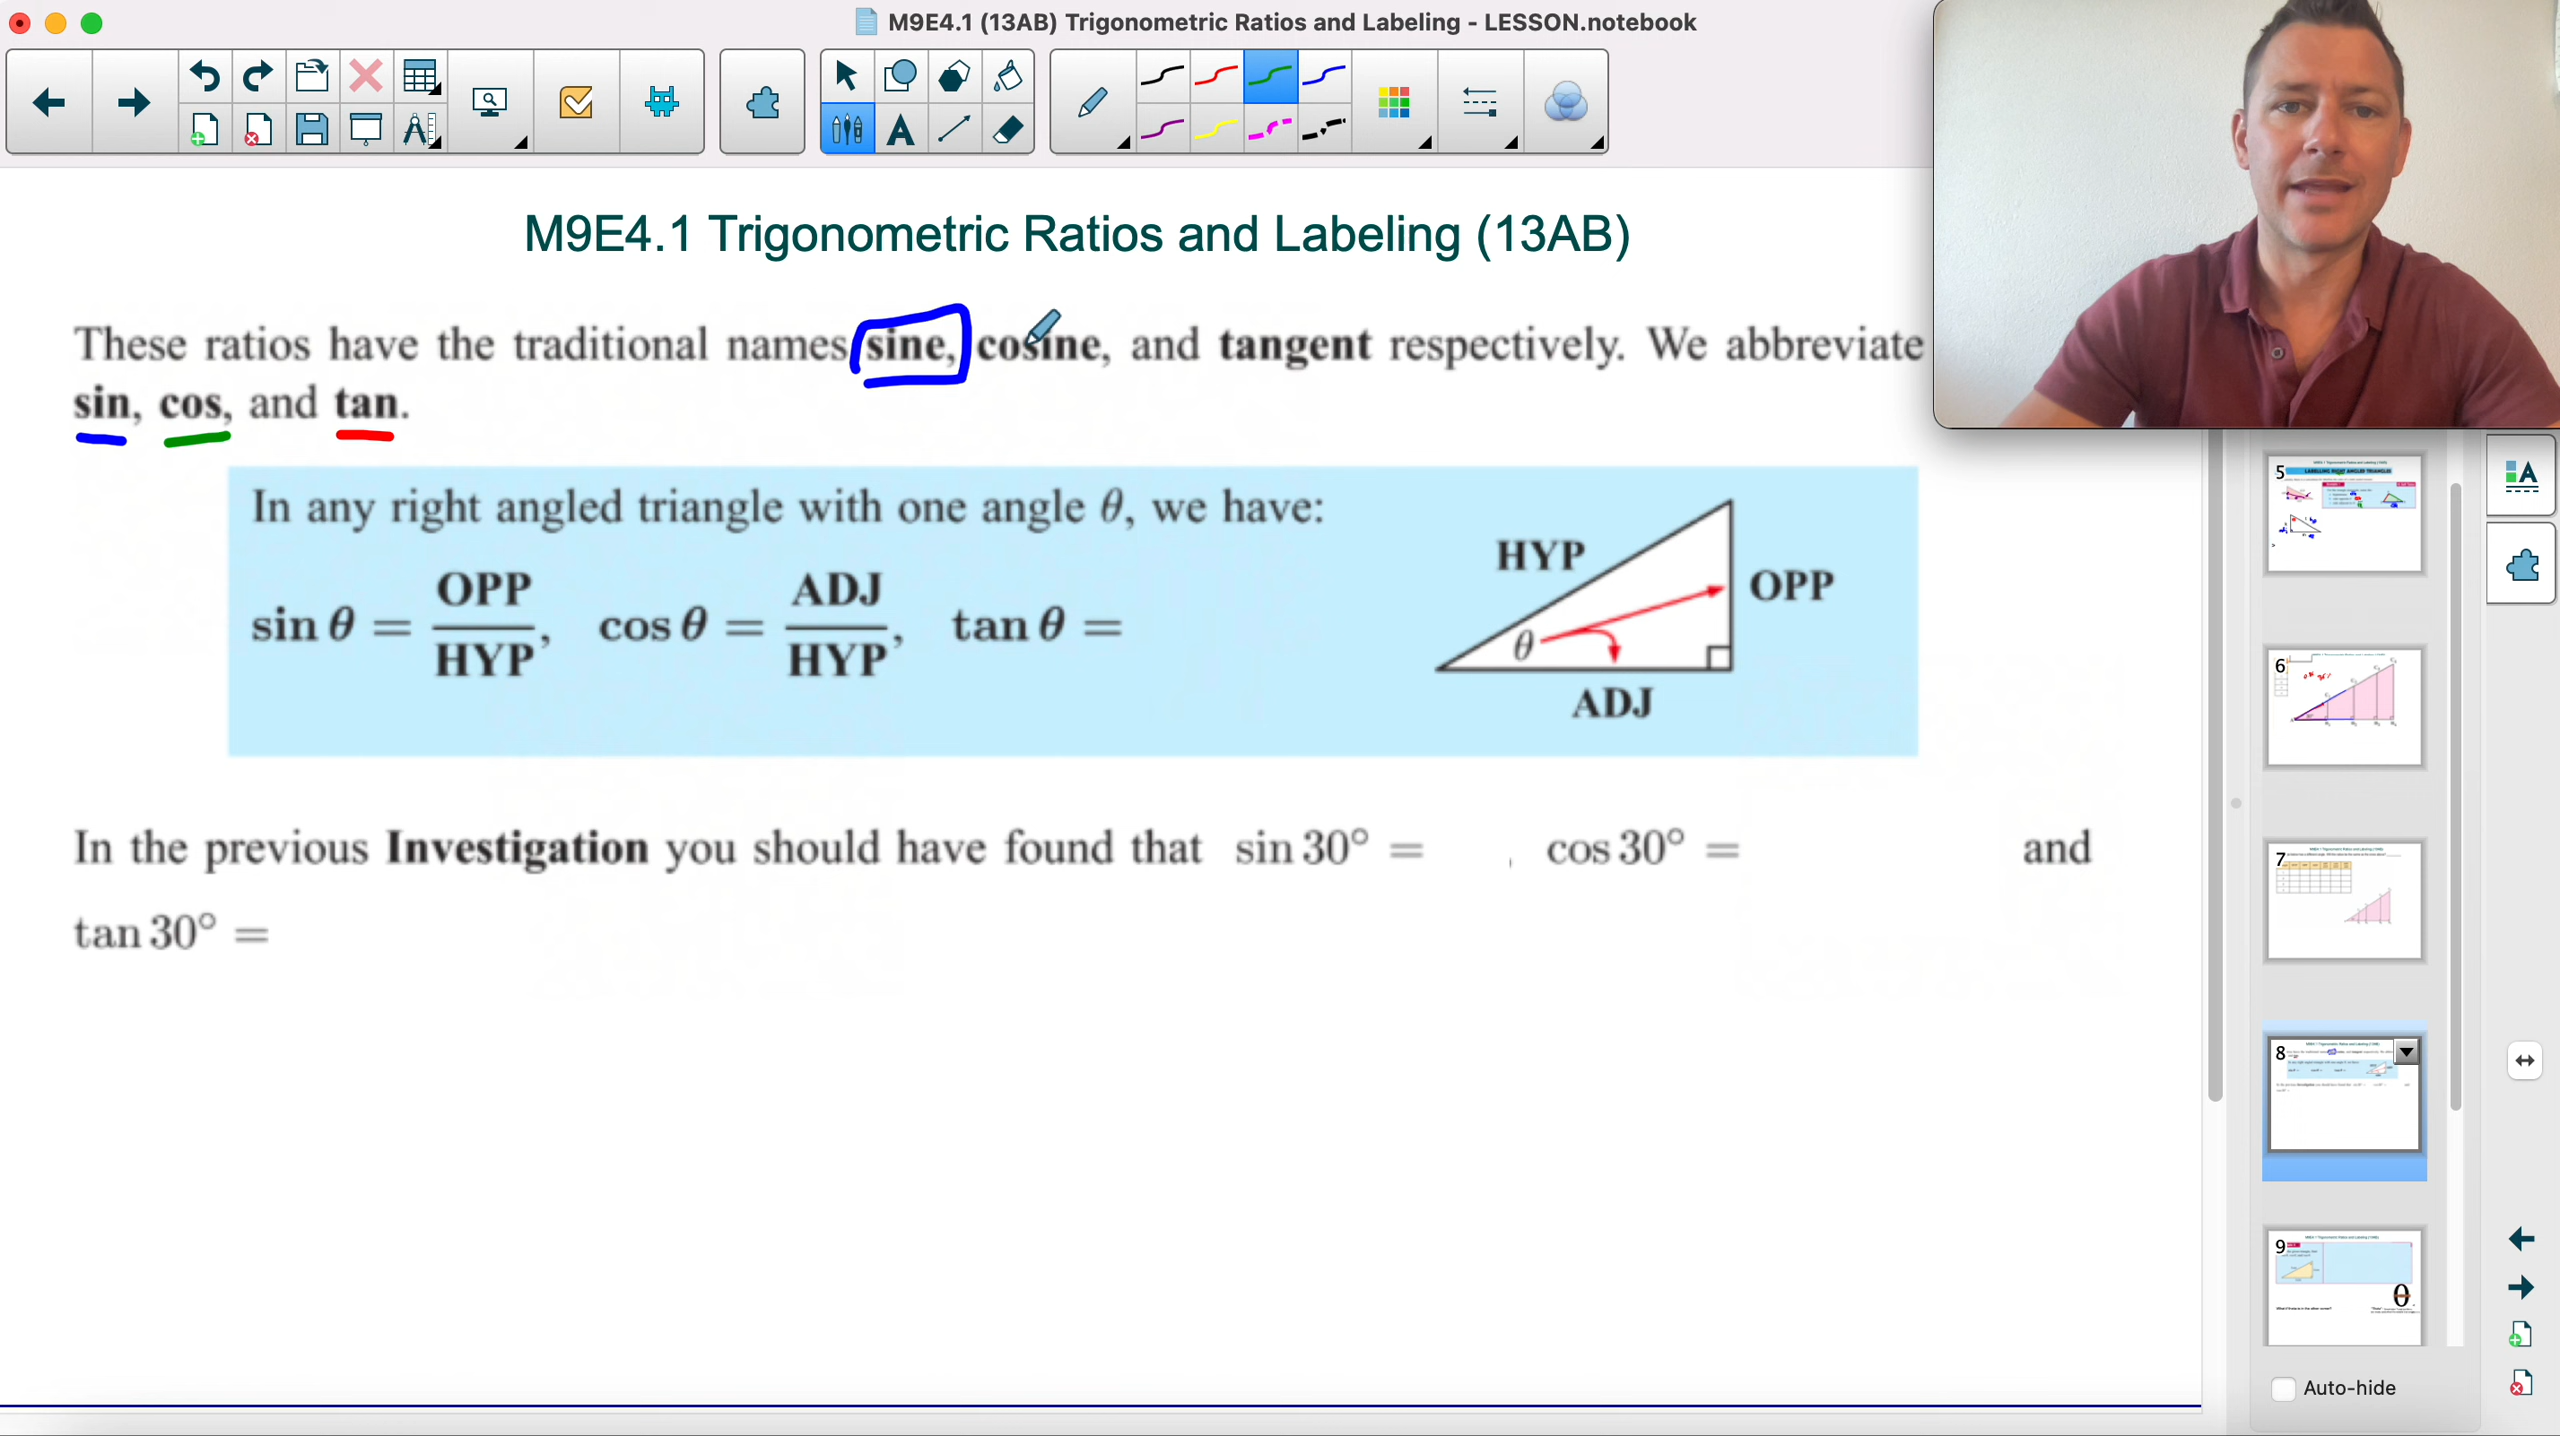 M9E4.1 (13AB) Trigonometric Ratios and Labeling - LESSON.notebook
M9E4.1 Trigonometric Ratios and Labeling (13AB)
These ratios have the traditional names sine, cosine, and tangent respectively. We abbreviate
sin, cos, and tan.
In any right angled triangle with one angle θ, we have:
sin θ = OPP/HYP, cos θ = ADJ/HYP, tan θ =
HYP
OPP
θ
ADJ
In the previous Investigation you should have found that sin 30° = , cos 30° = and
tan 30° =
5
LABELLING RIGHT ANGLED TRIANGLES
6
7
8
9
θ
Auto-hide